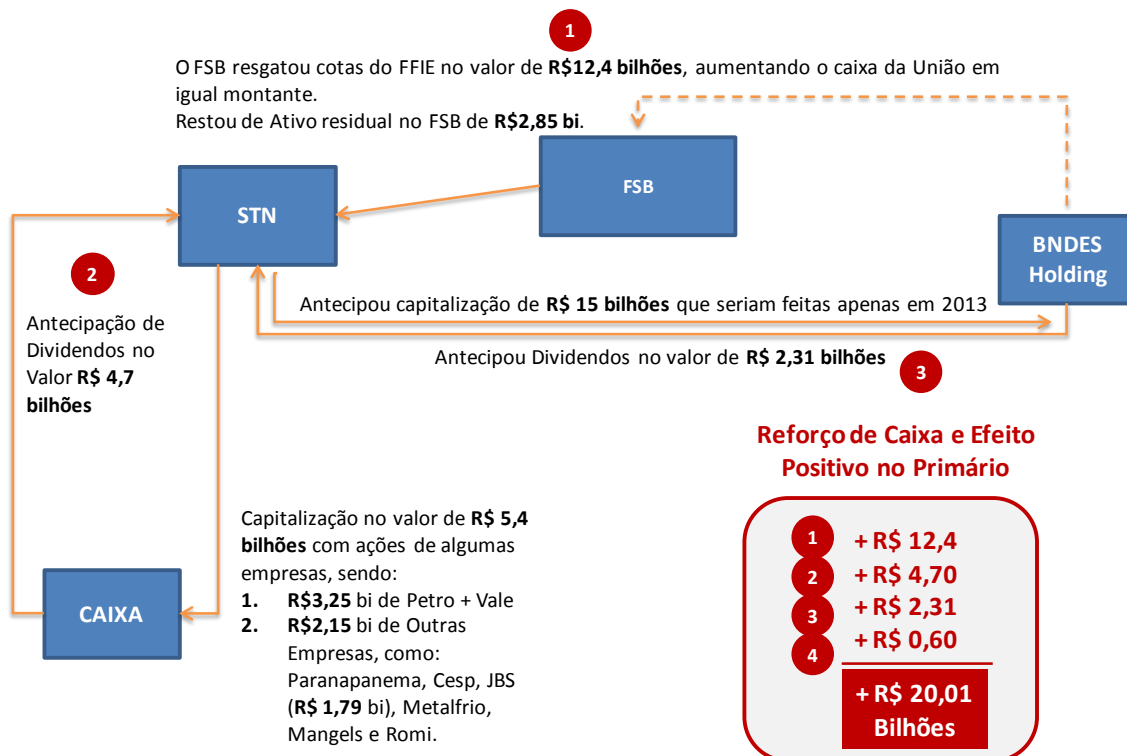 1
O FSB resgatou cotas do FFIE no valor de R$12,4 bilhões, aumentando o caixa da União em
igual montante.
Restou de Ativo residual no FSB de R$2,85 bi.
STN
FSB
BNDES
Holding
2
Antecipação de
Dividendos no
Valor R$ 4,7
bilhões
Antecipou capitalização de R$ 15 bilhões que seriam feitas apenas em 2013
Antecipou Dividendos no valor de R$ 2,31 bilhões
3
CAIXA
Capitalização no valor de R$ 5,4
bilhões com ações de algumas
empresas, sendo:
1. R$3,25 bi de Petro + Vale
2. R$2,15 bi de Outras
Empresas, como:
Paranapanema, Cesp, JBS
(R$ 1,79 bi), Metalfrio,
Mangels e Romi.
Reforço de Caixa e Efeito
Positivo no Primário
1 + R$ 12,4
2 + R$ 4,70
3 + R$ 2,31
4 + R$ 0,60
+ R$ 20,01
Bilhões